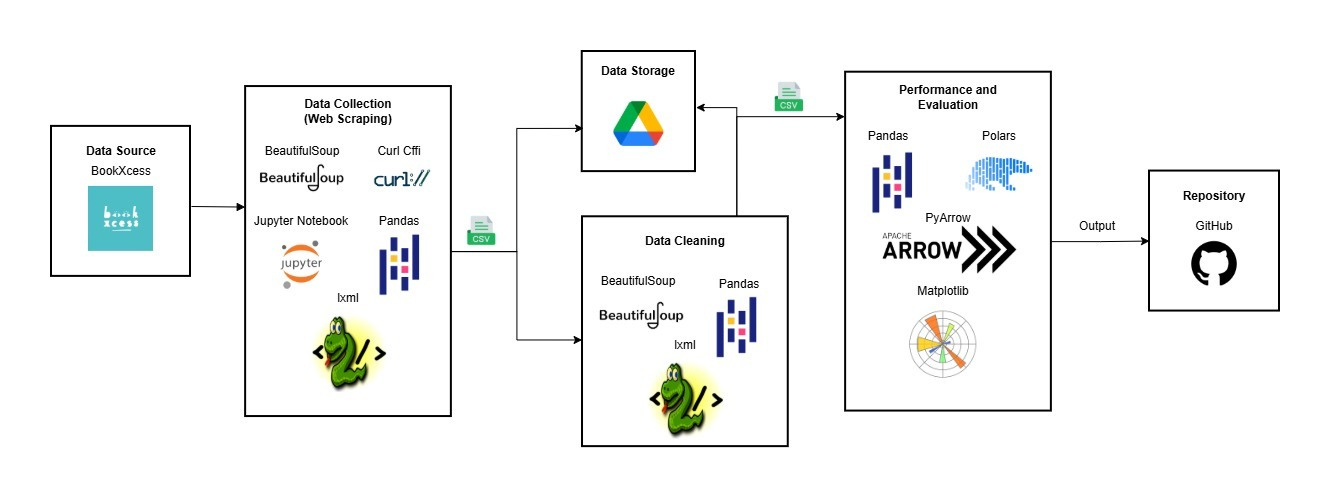 Data Source
BookXcess
book
xcess
Data Collection
(Web Scraping)
BeautifulSoup
Curl Cffi
BeautifulSoup
curl://
Jupyter Notebook
Pandas
jupyter
lxml
</>
CSV
Data Storage
Data Cleaning
BeautifulSoup
Pandas
BeautifulSoup
lxml
</>
CSV
Performance and
Evaluation
Pandas
Polars
PyArrow
APACHE
ARROW
Matplotlib
Output
Repository
GitHub